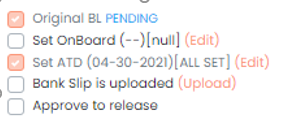 Original BL PENDING
Set OnBoard (--)[null] (Edit)
Set ATD (04-30-2021)[ALL SET] (Edit)
Bank Slip is uploaded (Upload)
Approve to release